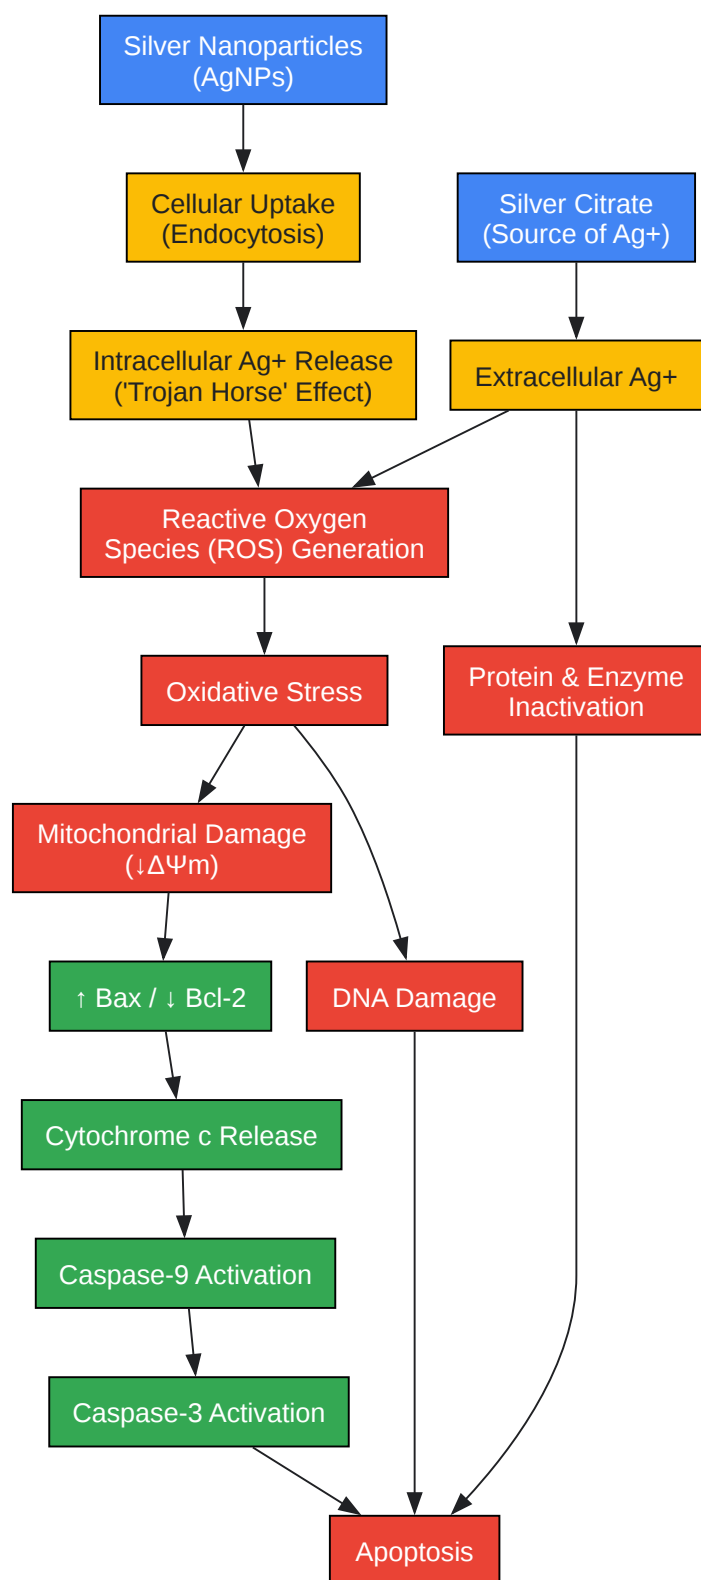 Silver Nanoparticles
(AgNPs)
Cellular Uptake
(Endocytosis)
Silver Citrate
(Source of Ag+)
Intracellular Ag+ Release
('Trojan Horse' Effect)
Extracellular Ag+
Reactive Oxygen
Species (ROS) Generation
Oxidative Stress
Protein & Enzyme
Inactivation
Mitochondrial Damage
(↓ΔΨm)
↑ Bax / ↓ Bcl-2
DNA Damage
Cytochrome c Release
Caspase-9 Activation
Caspase-3 Activation
Apoptosis